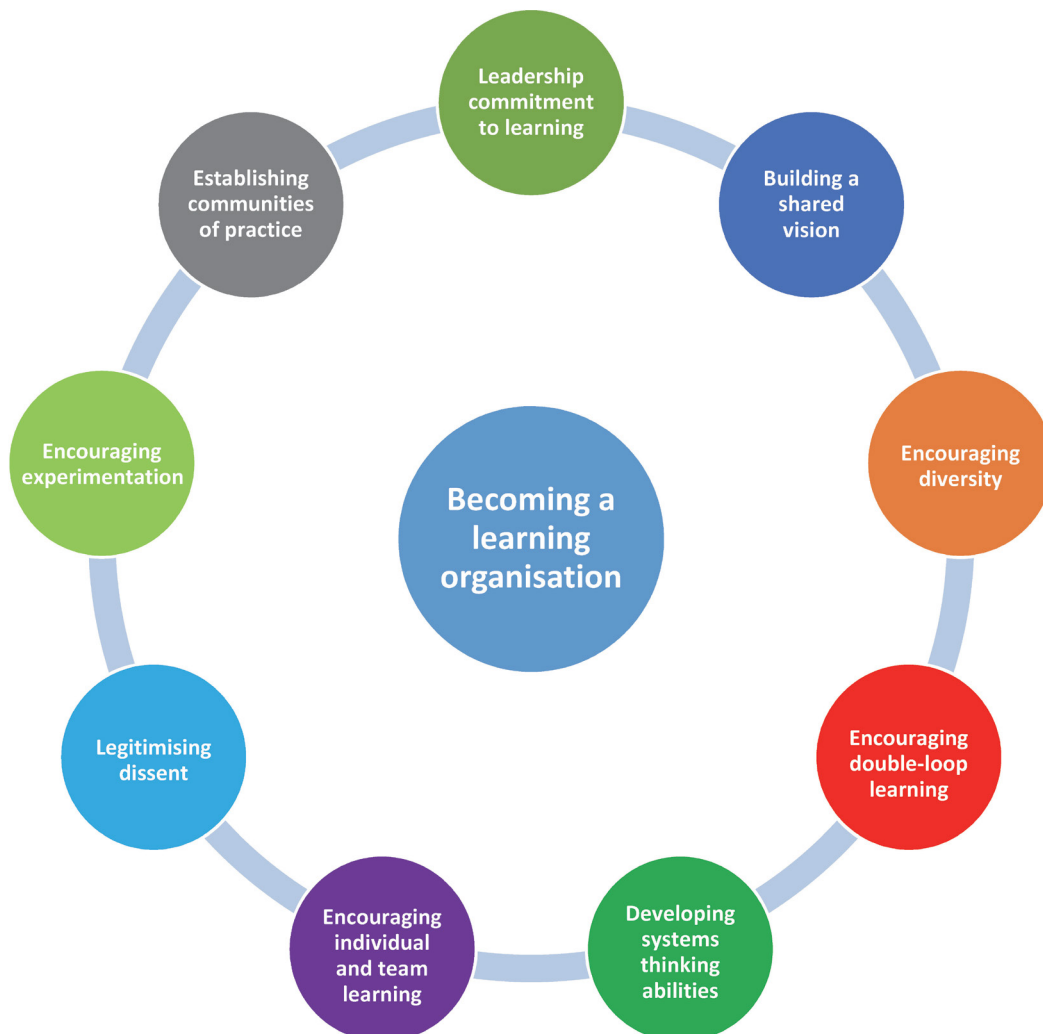 Leadership
commitment
to learning
Building a
shared
vision
Encouraging
diversity
Encouraging
double-loop
learning
Developing
systems
thinking
abilities
Encouraging
individual
and team
learning
Legitimising
dissent
Encouraging
experimentation
Establishing
communities
of practice
Becoming a
learning
organisation